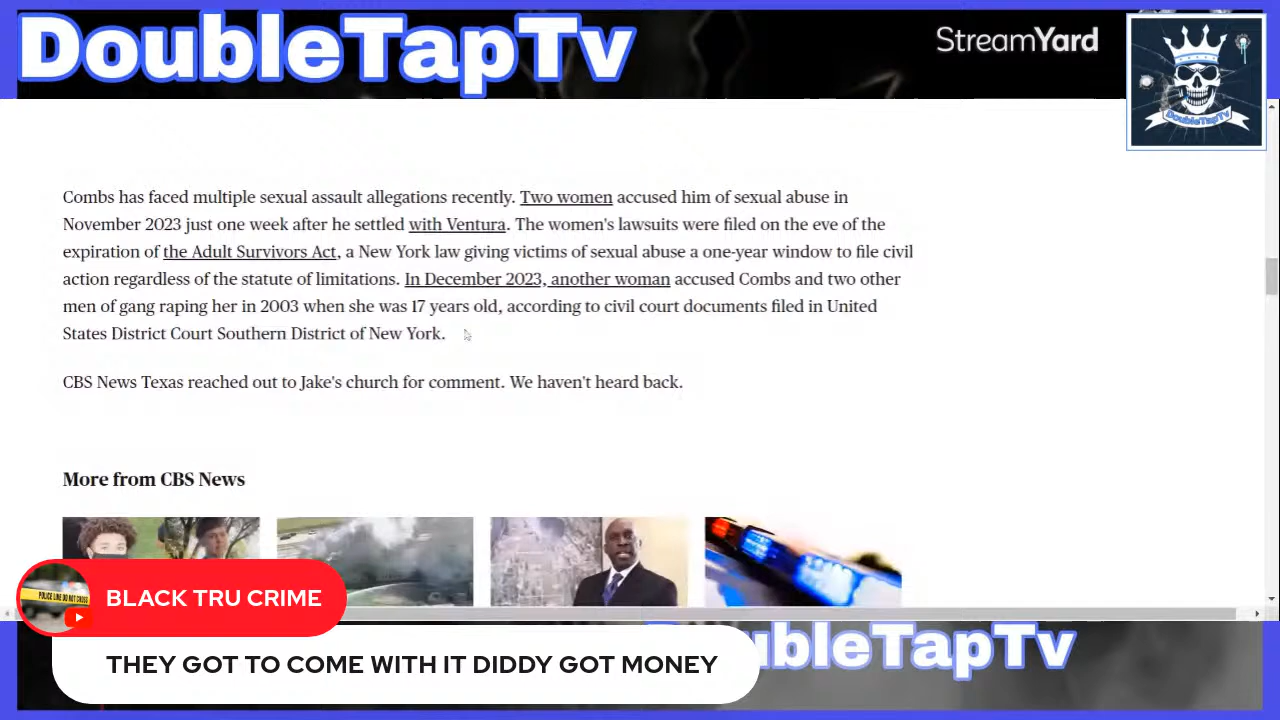 DoubleTapTv
StreamYard
DoubleTapTv
Combs has faced multiple sexual assault allegations recently. Two women accused him of sexual abuse in
November 2023 just one week after he settled with Ventura. The women's lawsuits were filed on the eve of the
expiration of the Adult Survivors Act, a New York law giving victims of sexual abuse a one-year window to file civil
action regardless of the statute of limitations. In December 2023, another woman accused Combs and two other
men of gang raping her in 2003 when she was 17 years old, according to civil court documents filed in United
States District Court Southern District of New York.
CBS News Texas reached out to Jake's church for comment. We haven't heard back.
More from CBS News
POLICE LINE DO NOT CROSS
BLACK TRU CRIME
THEY GOT TO COME WITH IT DIDDY GOT MONEY
ubleTapTv